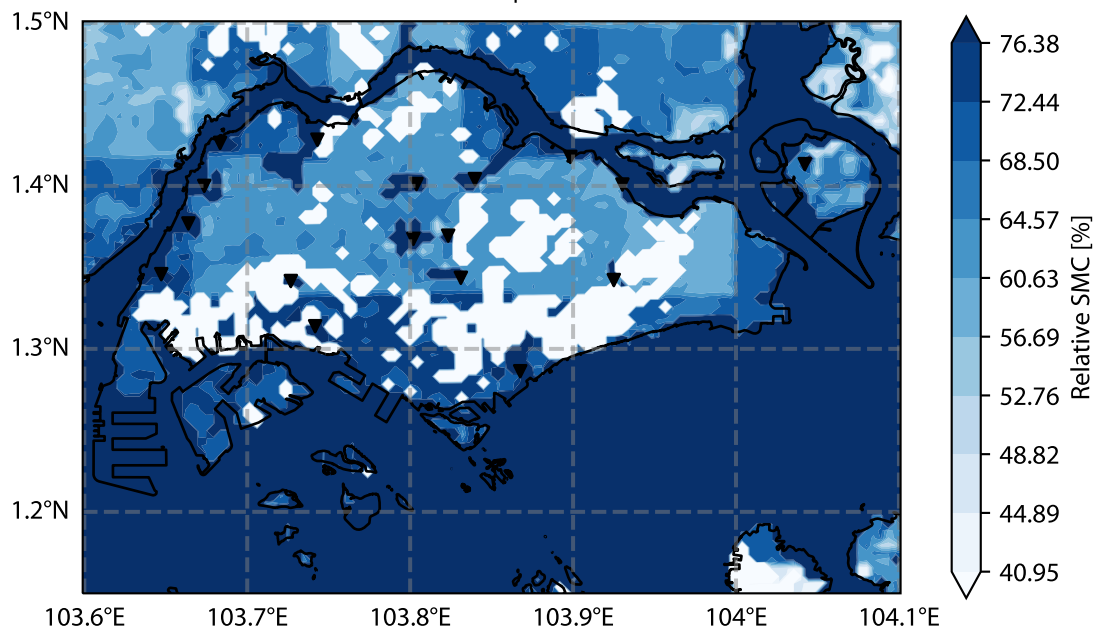 1.5°N
1.4°N
1.3°N
1.2°N
103.6°E
103.7°E
103.8°E
103.9°E
104°E
104.1°E
76.38
72.44
68.50
64.57
60.63
56.69
52.76
48.82
44.89
40.95
Relative SMC [%]